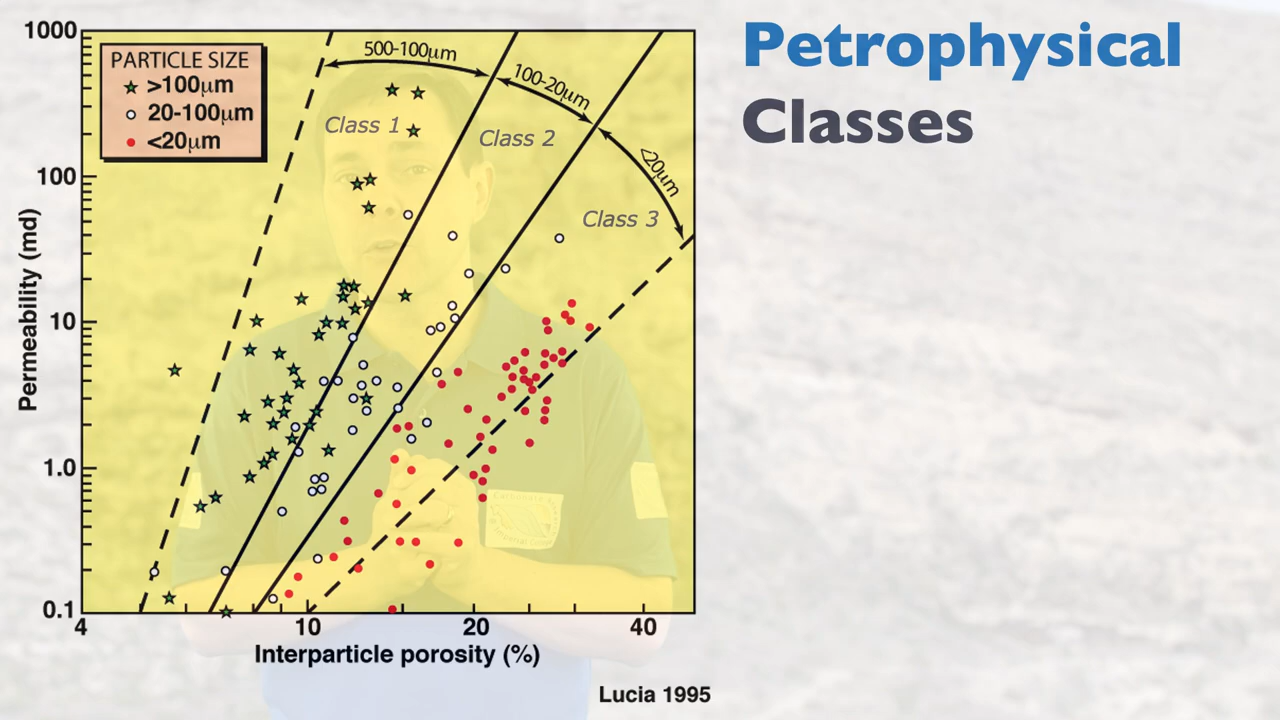 Petrophysical
Classes
1000
100
10
1.0
0.1
Permeability (md)
PARTICLE SIZE
>100μm
20-100μm
<20μm
500-100μm
100-20μm
<20μm
Class 1
Class 2
Class 3
4
10
20
40
Interparticle porosity (%)
Lucia 1995